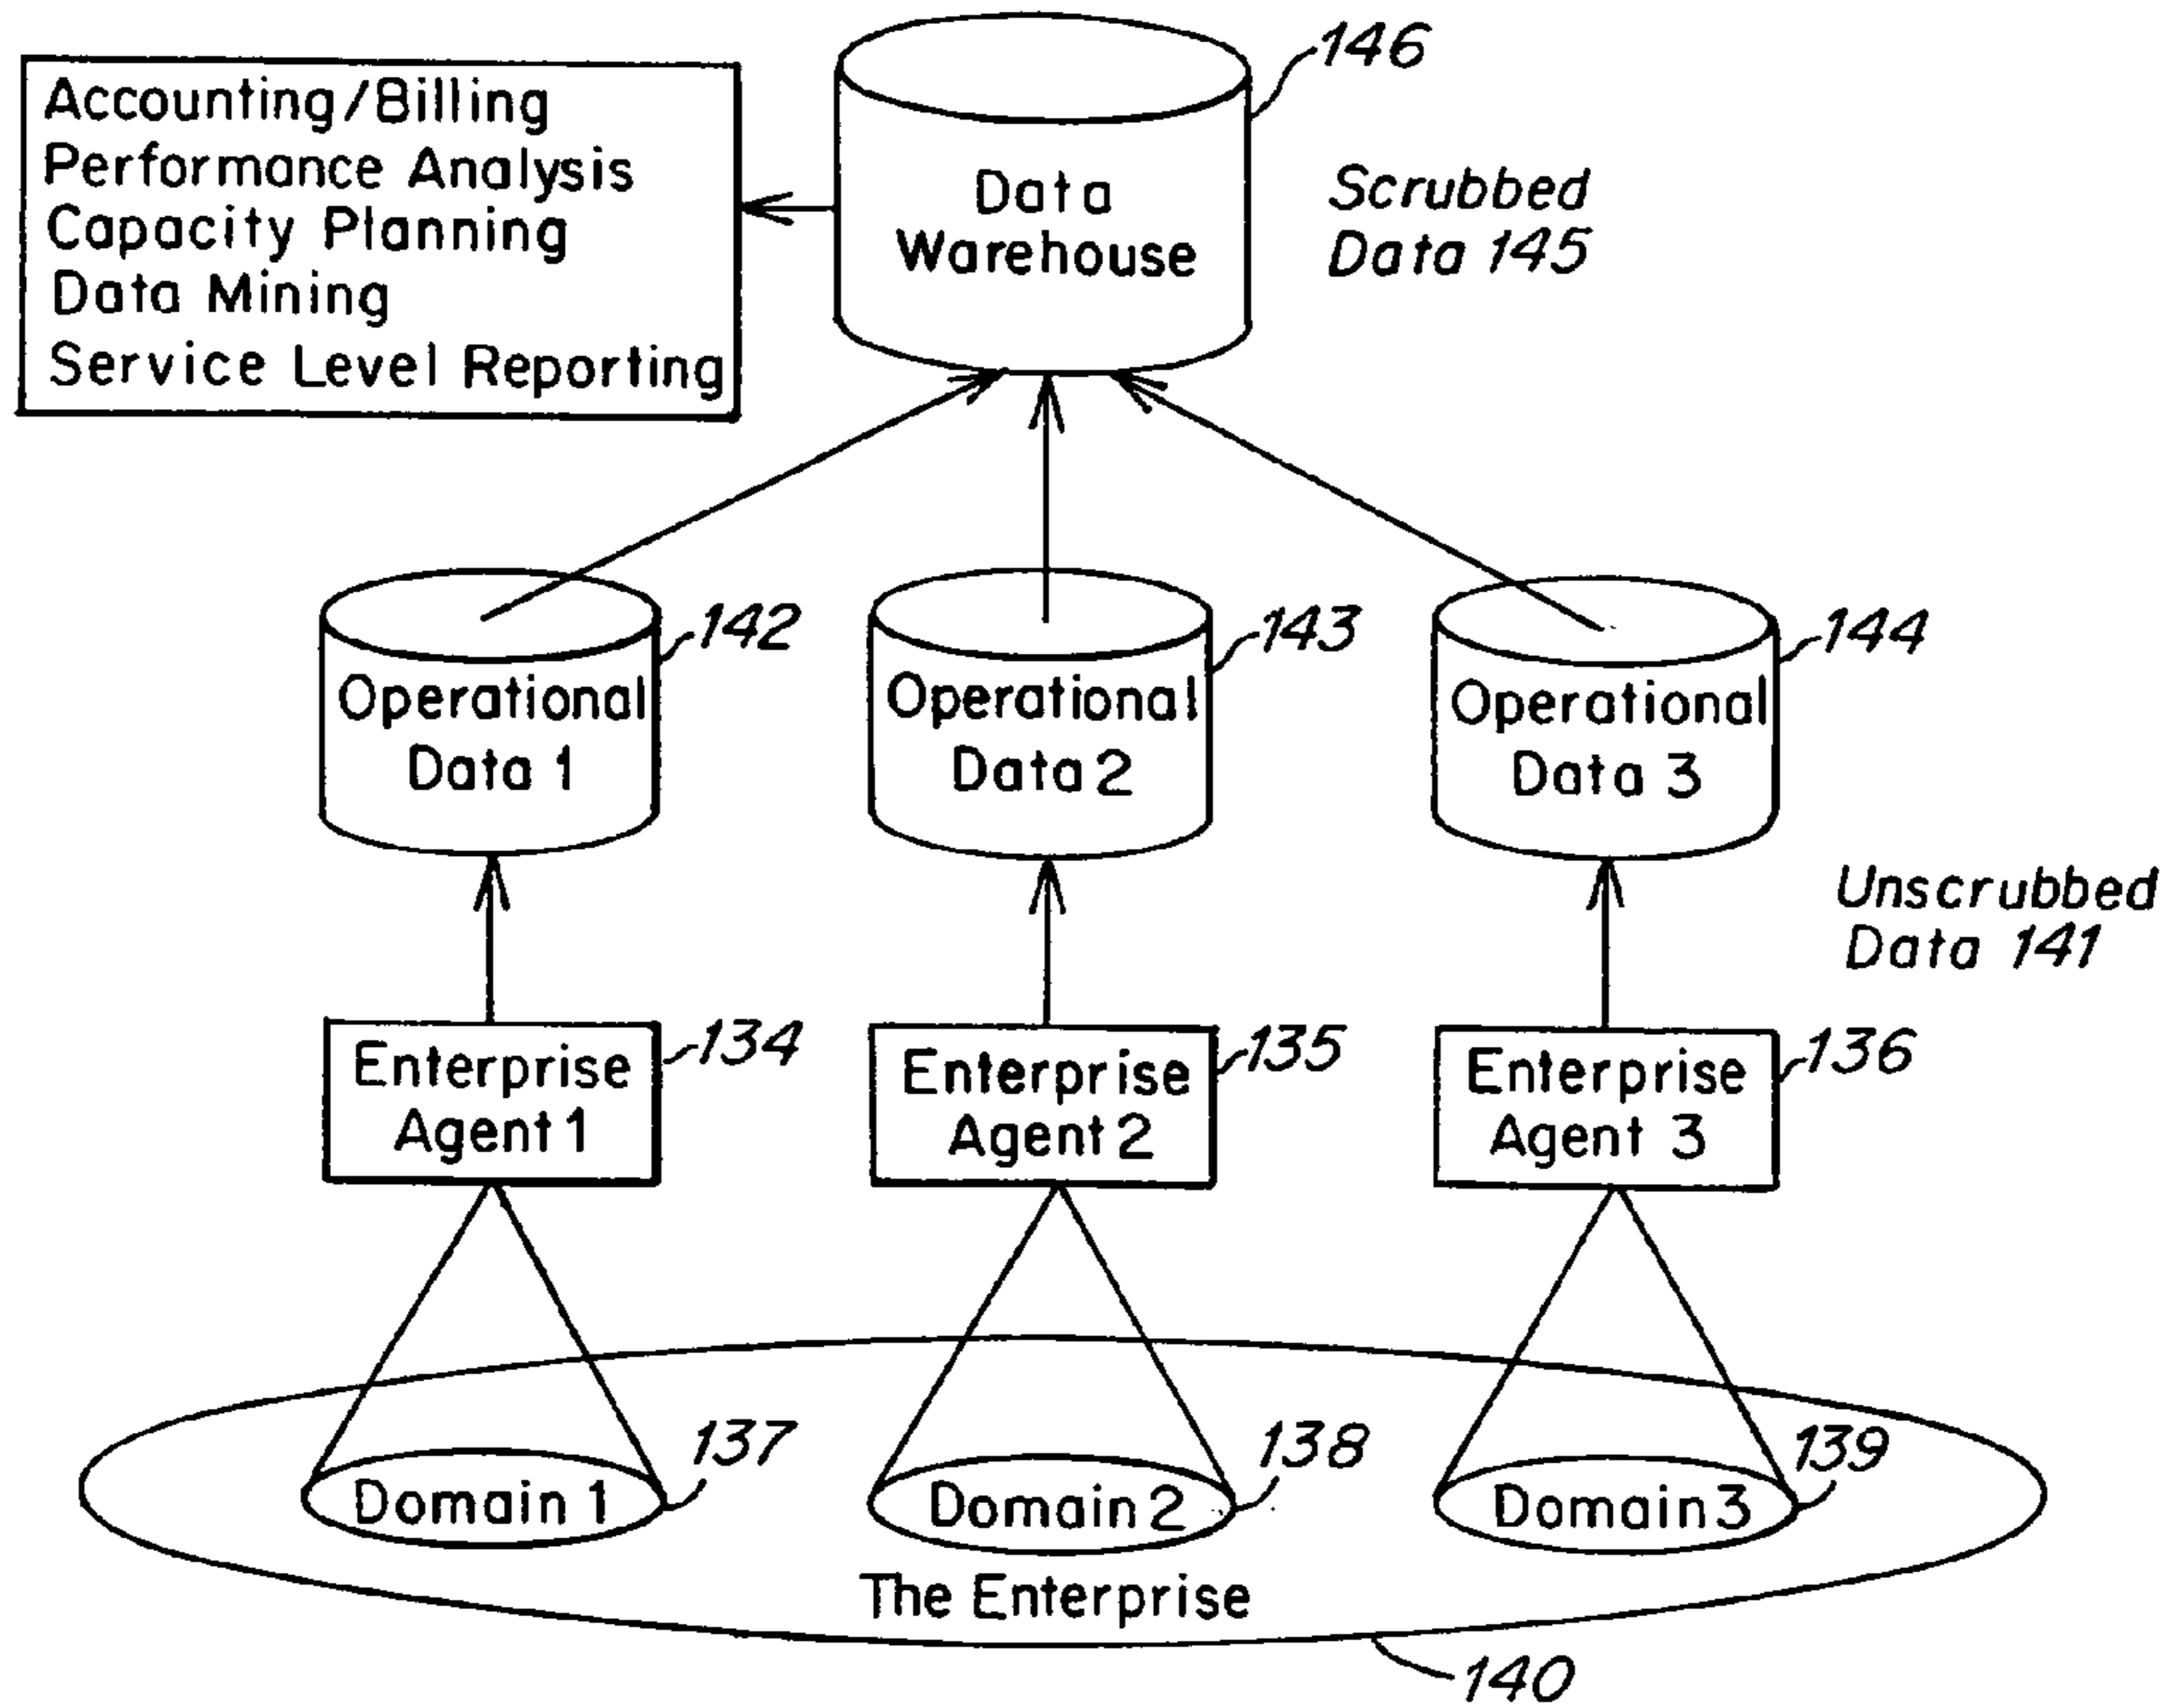 146
Accounting/Billing
Performance Analysis
Capacity Planning
Data Mining
Service Level Reporting
Data
Warehouse
Scrubbed
Data 145
142
143
144
Operational
Data 1
Operational
Data 2
Operational
Data 3
Unscrubbed
Data 141
134
135
136
Enterprise
Agent 1
Enterprise
Agent 2
Enterprise
Agent 3
137
138
139
Domain 1
Domain 2
Domain 3
The Enterprise
140